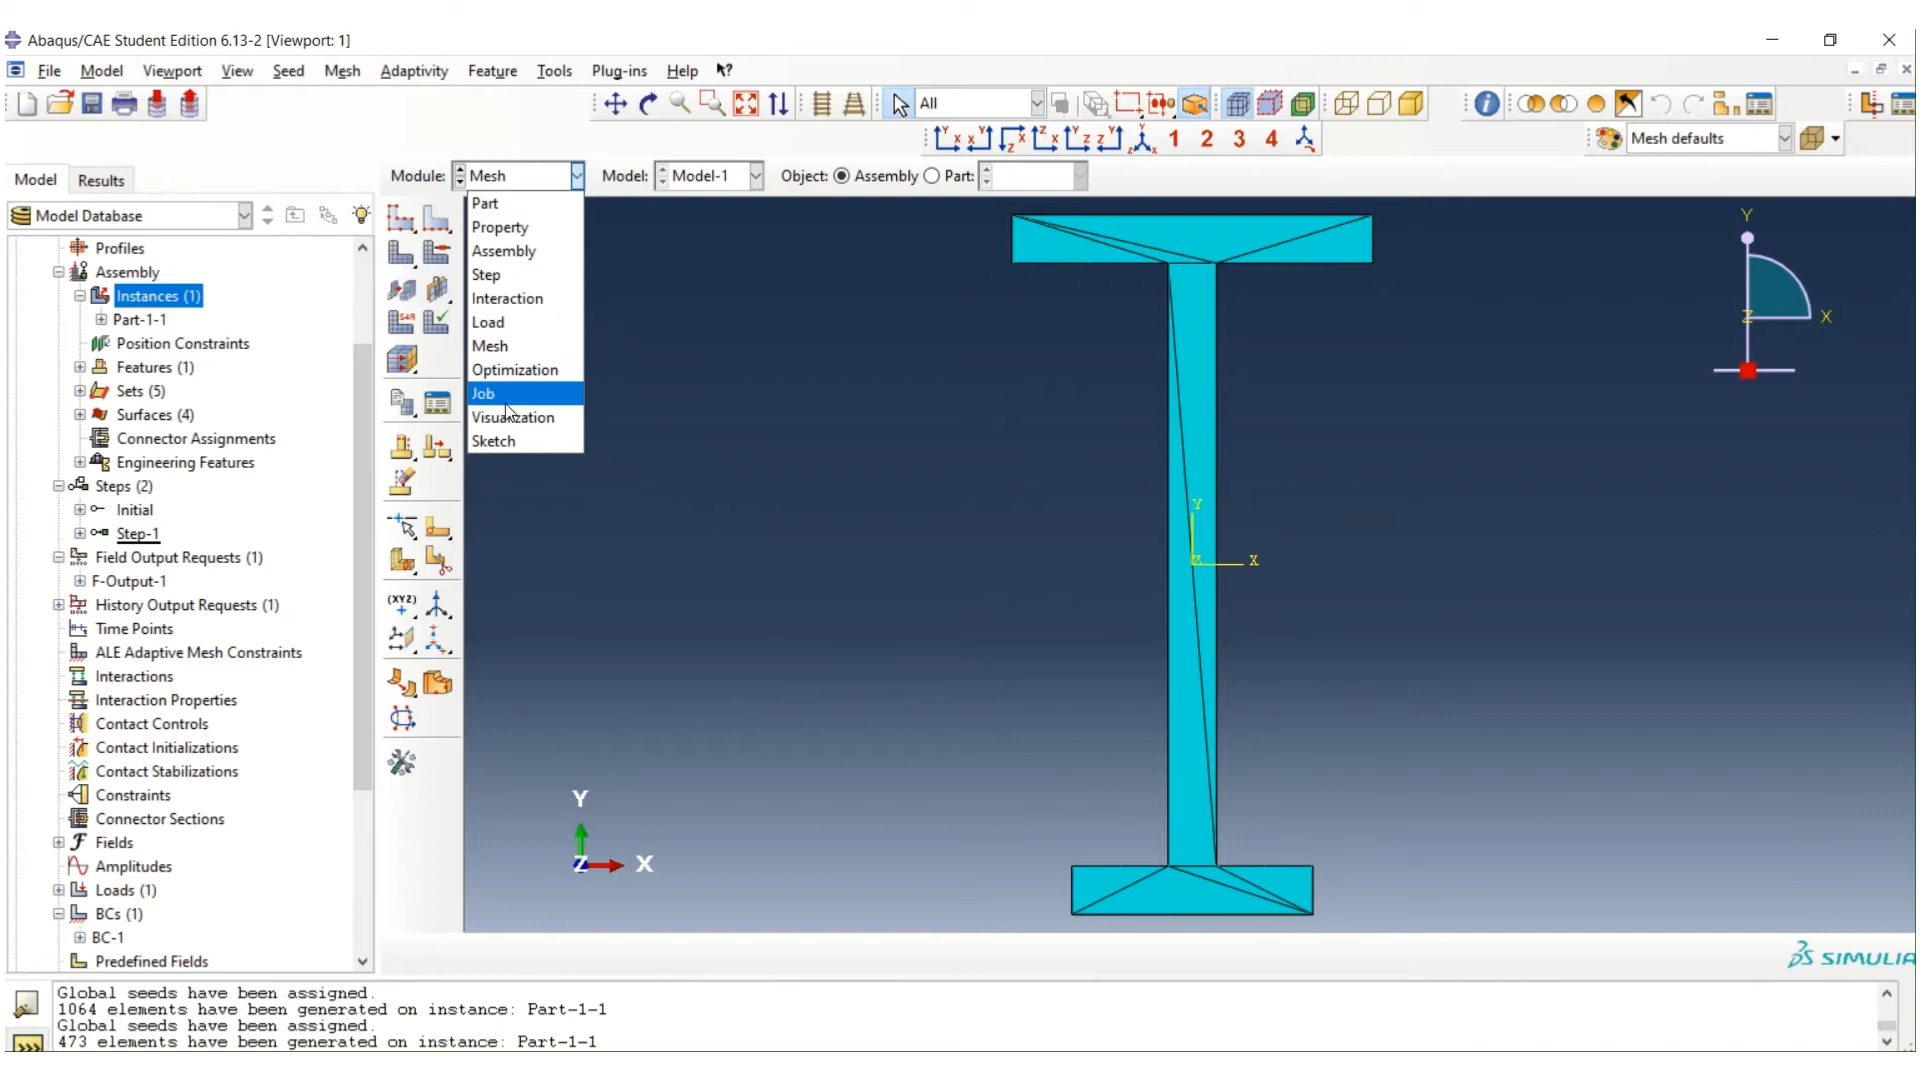 Abaqus/CAE Student Edition 6.13-2 [Viewport: 1]
File Model Viewport View Seed Mesh Adaptivity Feature Tools Plug-ins Help
All
1 2 3 4
Mesh defaults
Model Results
Module: Mesh Model: Model-1 Object: Assembly Part:
Model Database
Part
Property
Assembly
Step
Interaction
Load
Mesh
Optimization
Job
Visualization
Sketch
Profiles
Assembly
Instances (1)
Part-1-1
Position Constraints
Features (1)
Sets (5)
Surfaces (4)
Connector Assignments
Engineering Features
Steps (2)
Initial
Step-1
Field Output Requests (1)
F-Output-1
History Output Requests (1)
Time Points
ALE Adaptive Mesh Constraints
Interactions
Interaction Properties
Contact Controls
Contact Initializations
Contact Stabilizations
Constraints
Connector Sections
Fields
Amplitudes
Loads (1)
BCs (1)
BC-1
Predefined Fields
(XYZ)
Y
Z X
Y
Z X
Y
Z X
SIMULIA
Global seeds have been assigned.
1064 elements have been generated on instance: Part-1-1
Global seeds have been assigned.
473 elements have been generated on instance: Part-1-1
>>>